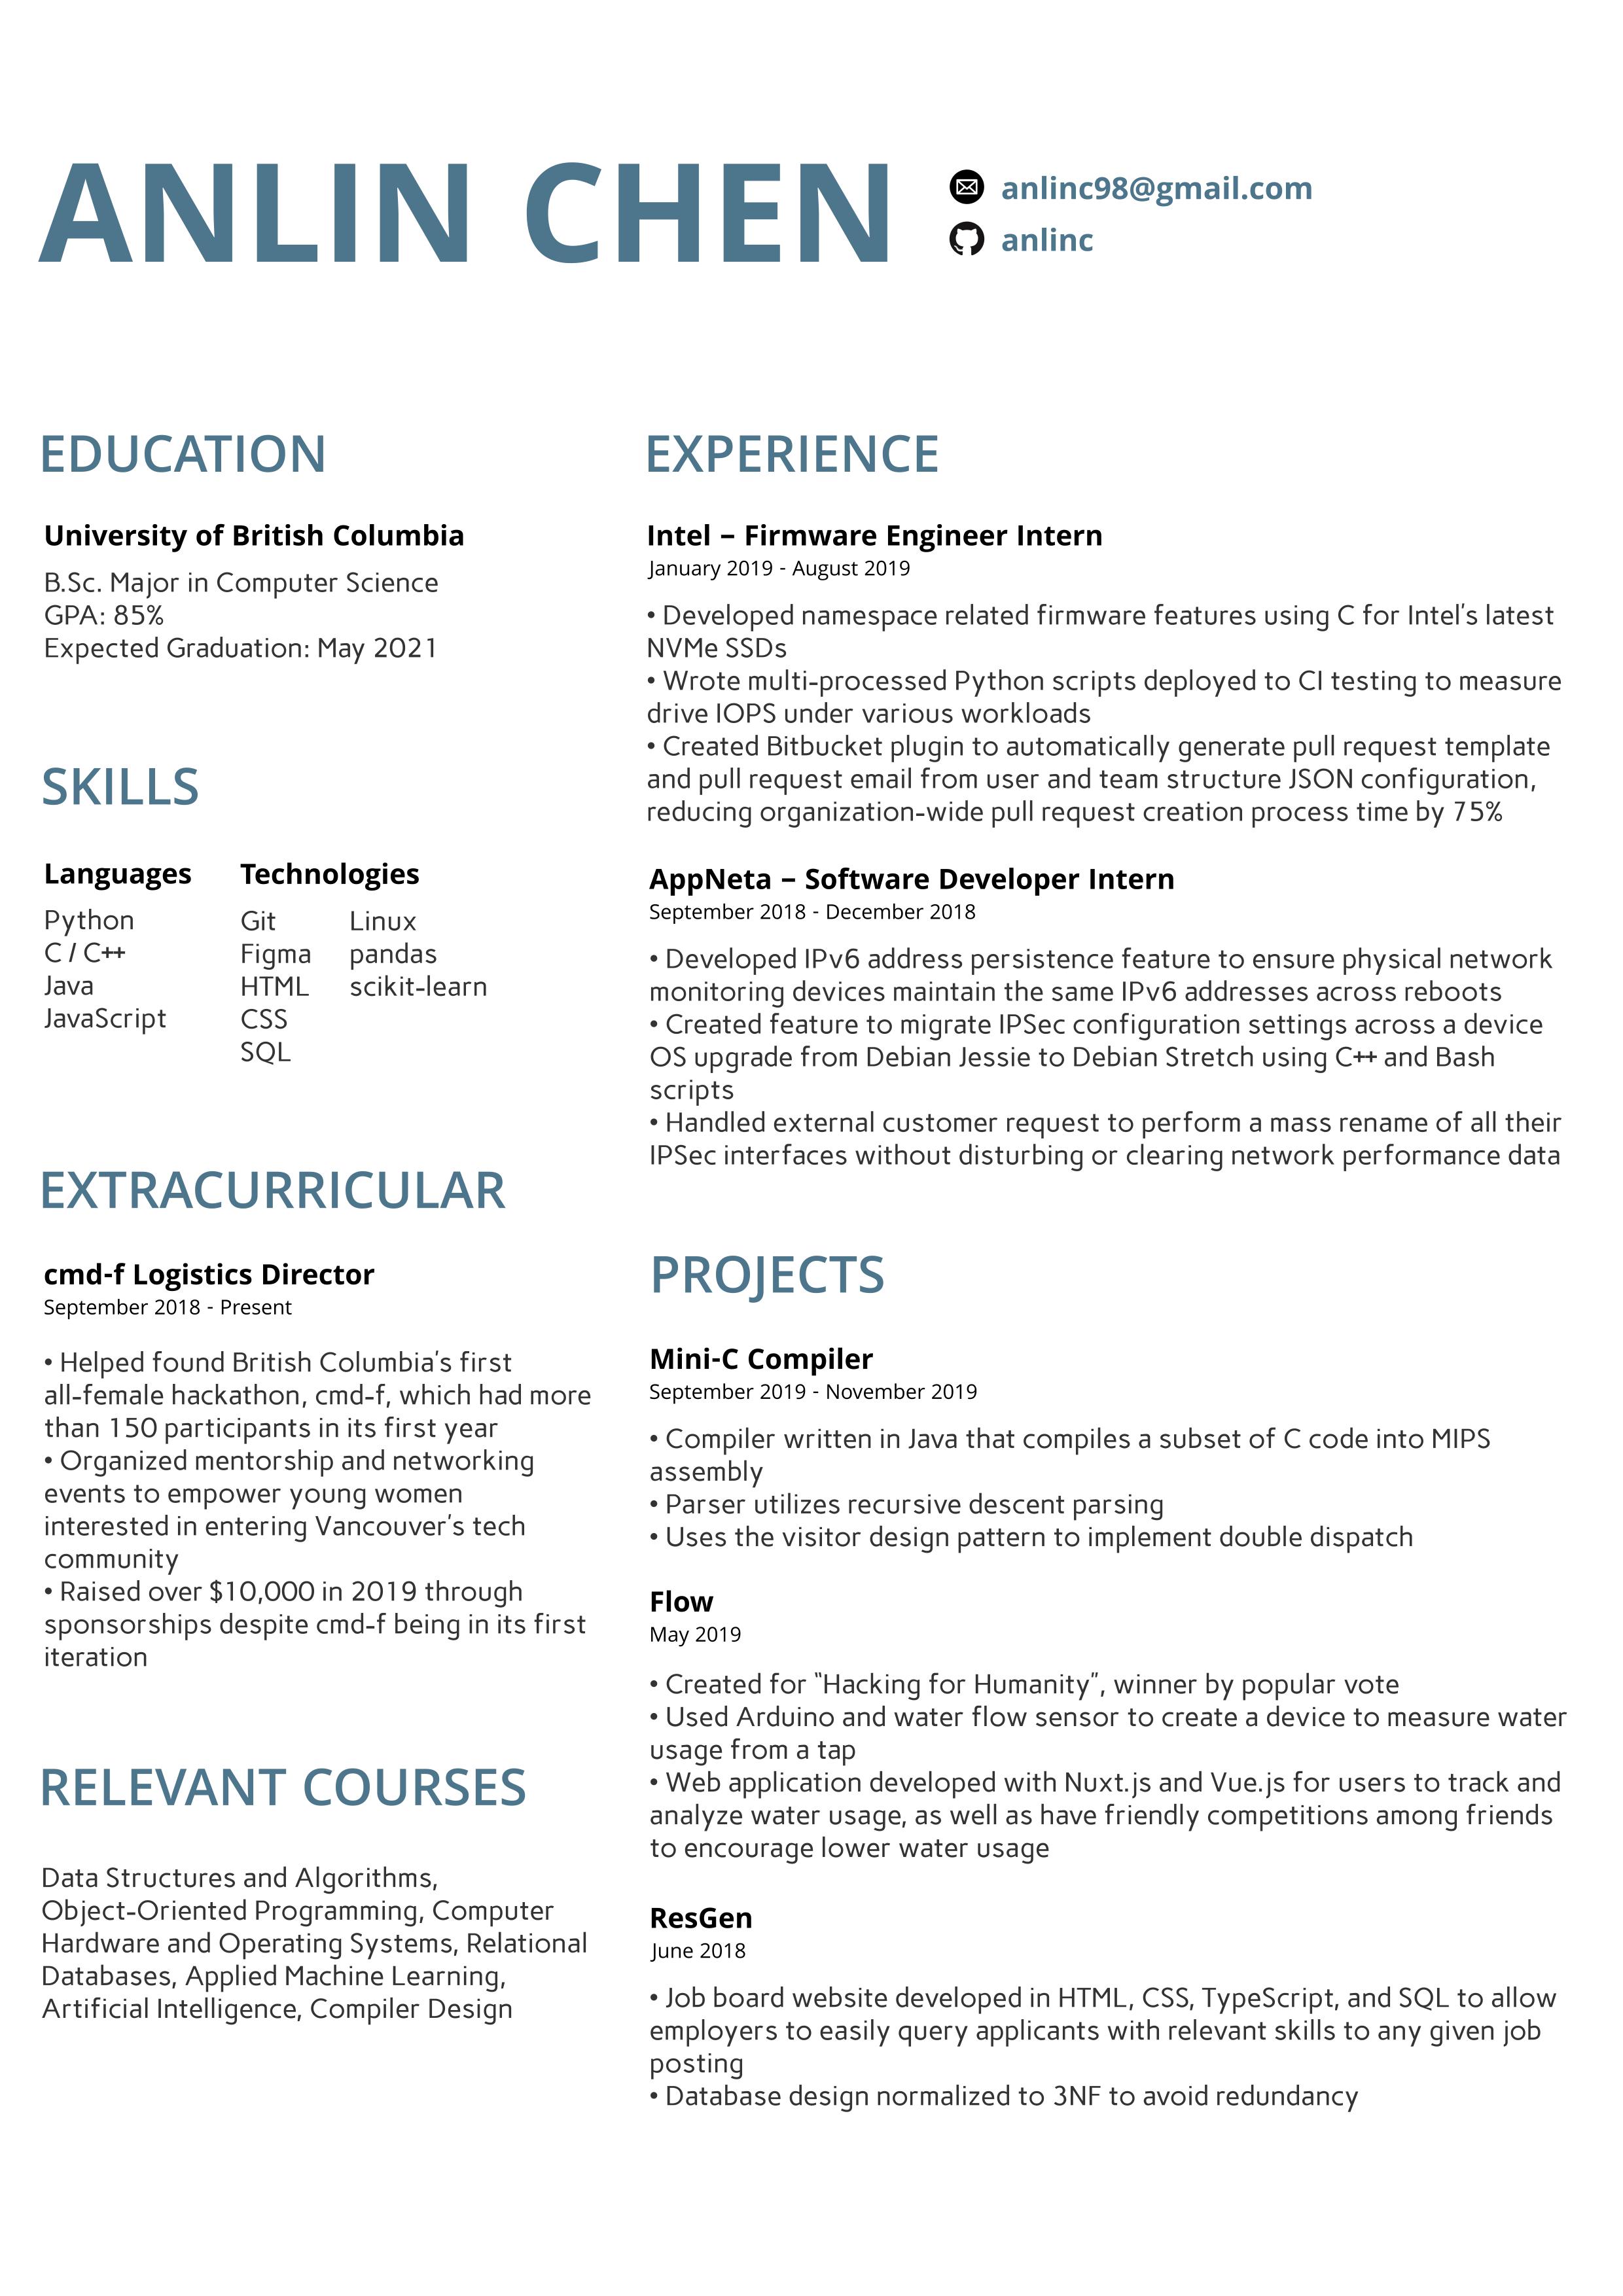 ANLIN CHEN
anlinc98@gmail.com
anlinc
EDUCATION
University of British Columbia
B.Sc. Major in Computer Science
GPA: 85%
Expected Graduation: May 2021
SKILLS
Languages
Python
C / C++
Java
JavaScript
Technologies
Git
Figma
HTML
CSS
SQL
Linux
pandas
scikit-learn
EXTRACURRICULAR
cmd-f Logistics Director
September 2018 - Present
• Helped found British Columbia's first
all-female hackathon, cmd-f, which had more
than 150 participants in its first year
• Organized mentorship and networking
events to empower young women
interested in entering Vancouver's tech
community
• Raised over $10,000 in 2019 through
sponsorships despite cmd-f being in its first
iteration
RELEVANT COURSES
Data Structures and Algorithms,
Object-Oriented Programming, Computer
Hardware and Operating Systems, Relational
Databases, Applied Machine Learning,
Artificial Intelligence, Compiler Design
EXPERIENCE
Intel – Firmware Engineer Intern
January 2019 - August 2019
• Developed namespace related firmware features using C for Intel's latest
NVMe SSDs
• Wrote multi-processed Python scripts deployed to CI testing to measure
drive IOPS under various workloads
• Created Bitbucket plugin to automatically generate pull request template
and pull request email from user and team structure JSON configuration,
reducing organization-wide pull request creation process time by 75%
AppNeta – Software Developer Intern
September 2018 - December 2018
• Developed IPv6 address persistence feature to ensure physical network
monitoring devices maintain the same IPv6 addresses across reboots
• Created feature to migrate IPSec configuration settings across a device
OS upgrade from Debian Jessie to Debian Stretch using C++ and Bash
scripts
• Handled external customer request to perform a mass rename of all their
IPSec interfaces without disturbing or clearing network performance data
PROJECTS
Mini-C Compiler
September 2019 - November 2019
• Compiler written in Java that compiles a subset of C code into MIPS
assembly
• Parser utilizes recursive descent parsing
• Uses the visitor design pattern to implement double dispatch
Flow
May 2019
• Created for “Hacking for Humanity”, winner by popular vote
• Used Arduino and water flow sensor to create a device to measure water
usage from a tap
• Web application developed with Nuxt.js and Vue.js for users to track and
analyze water usage, as well as have friendly competitions among friends
to encourage lower water usage
ResGen
June 2018
• Job board website developed in HTML, CSS, TypeScript, and SQL to allow
employers to easily query applicants with relevant skills to any given job
posting
• Database design normalized to 3NF to avoid redundancy